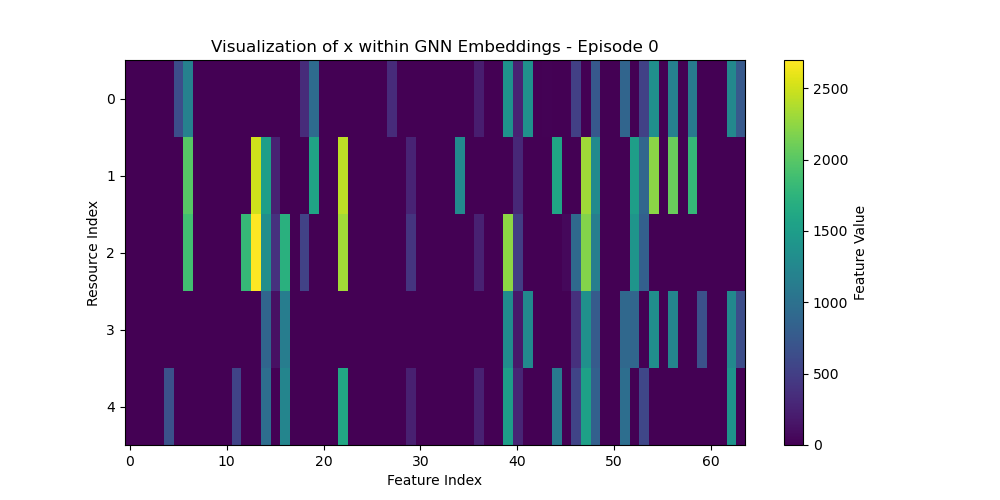 Visualization of x within GNN Embeddings - Episode 0
Resource Index
0
1
2
3
4
0 10 20 30 40 50 60
Feature Index
2500
2000
1500
1000
500
0
Feature Value